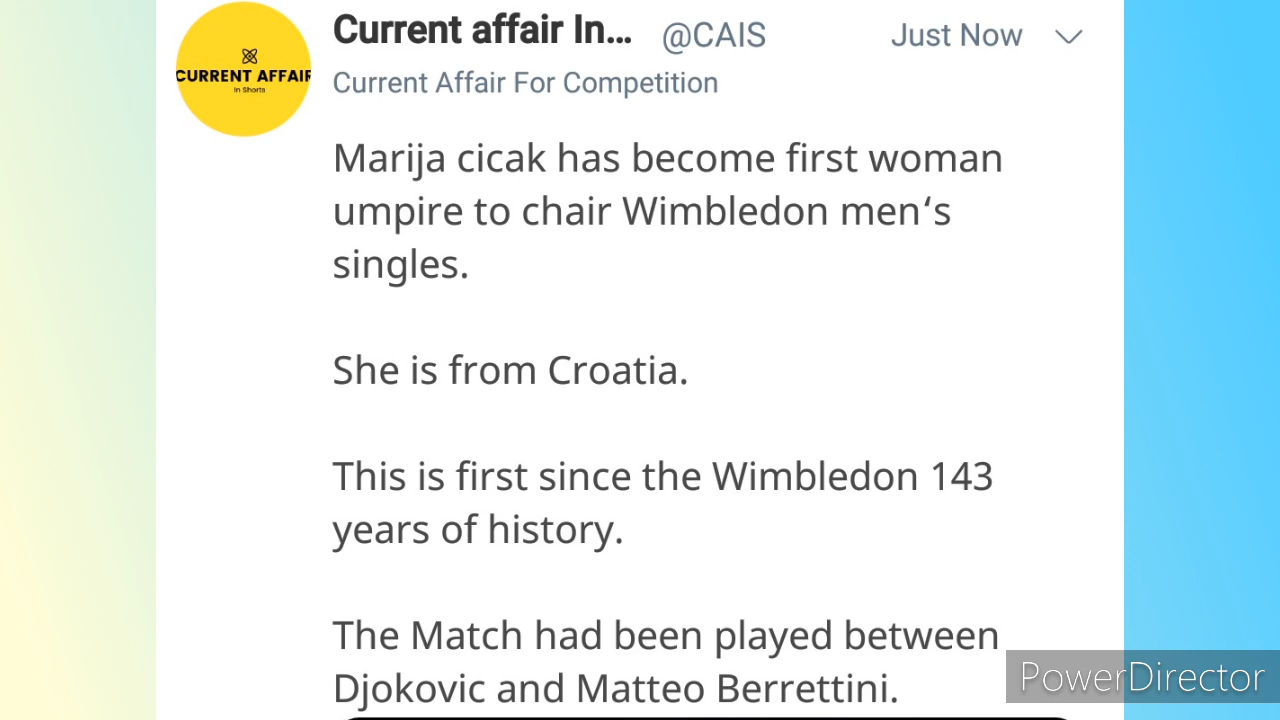 Current affair In... @CAIS Just Now
CURRENT AFFAIR
In Shorts
Current Affair For Competition
Marija cicak has become first woman
umpire to chair Wimbledon men‘s
singles.
She is from Croatia.
This is first since the Wimbledon 143
years of history.
The Match had been played between
Djokovic and Matteo Berrettini.
PowerDirector